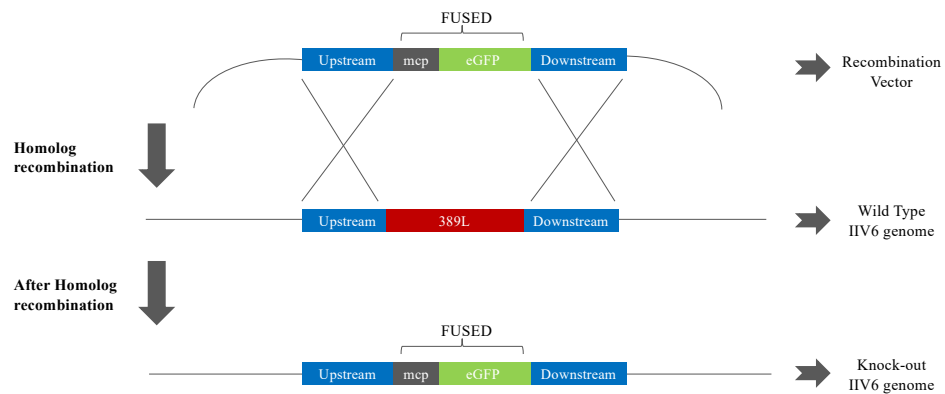 FUSED
Upstream mcp eGFP Downstream
Recombination
Vector
Homolog
recombination
Upstream 389L Downstream
Wild Type
IIV6 genome
After Homolog
recombination
FUSED
Upstream mcp eGFP Downstream
Knock-out
IIV6 genome